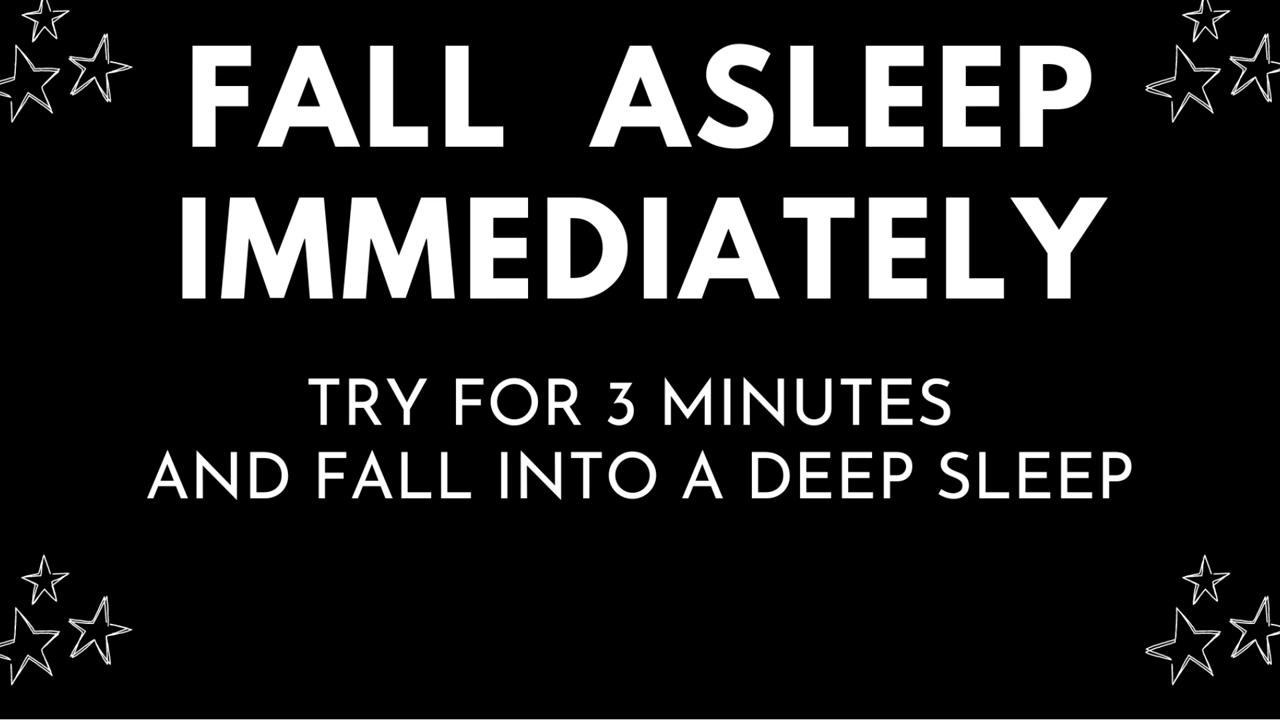 FALL ASLEEP
IMMEDIATELY
TRY FOR 3 MINUTES
AND FALL INTO A DEEP SLEEP